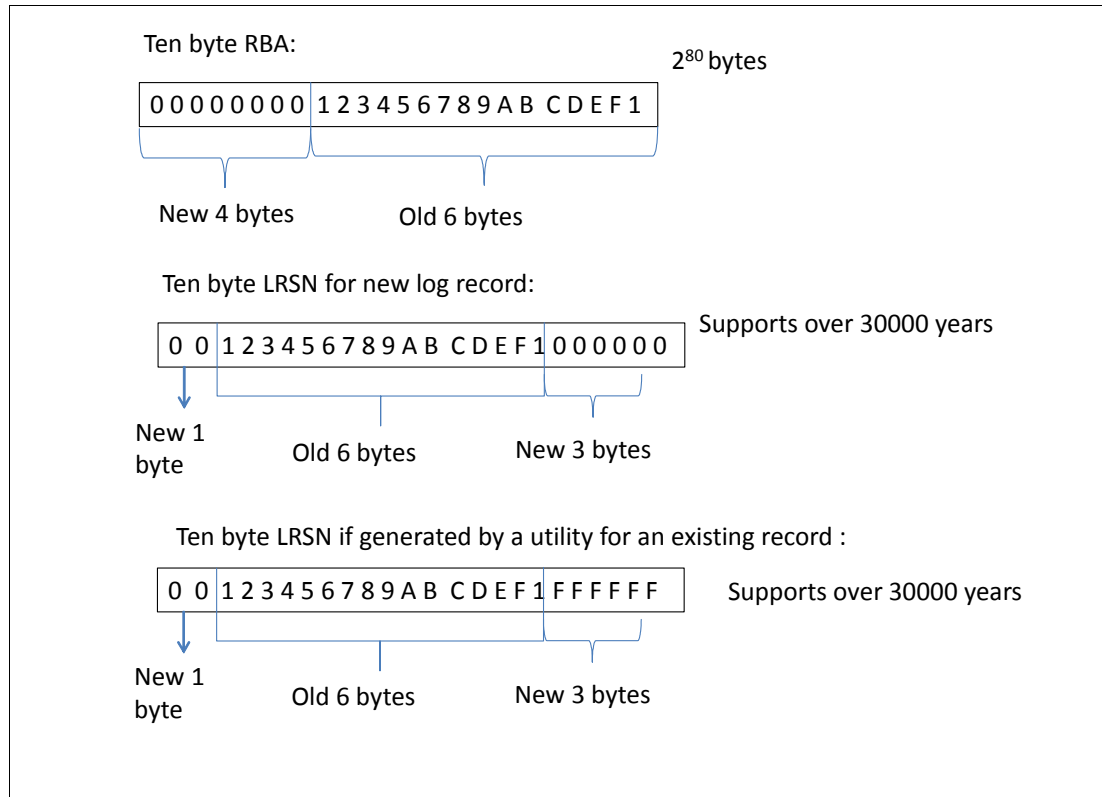 Ten byte RBA:
2⁸⁰ bytes
0 0 0 0 0 0 0 0 1 2 3 4 5 6 7 8 9 A B C D E F 1
New 4 bytes Old 6 bytes
Ten byte LRSN for new log record:
Supports over 30000 years
0 0 1 2 3 4 5 6 7 8 9 A B C D E F 1 0 0 0 0 0 0
New 1
byte
Old 6 bytes New 3 bytes
Ten byte LRSN if generated by a utility for an existing record :
0 0 1 2 3 4 5 6 7 8 9 A B C D E F 1 F F F F F F
Supports over 30000 years
New 1
byte
Old 6 bytes New 3 bytes